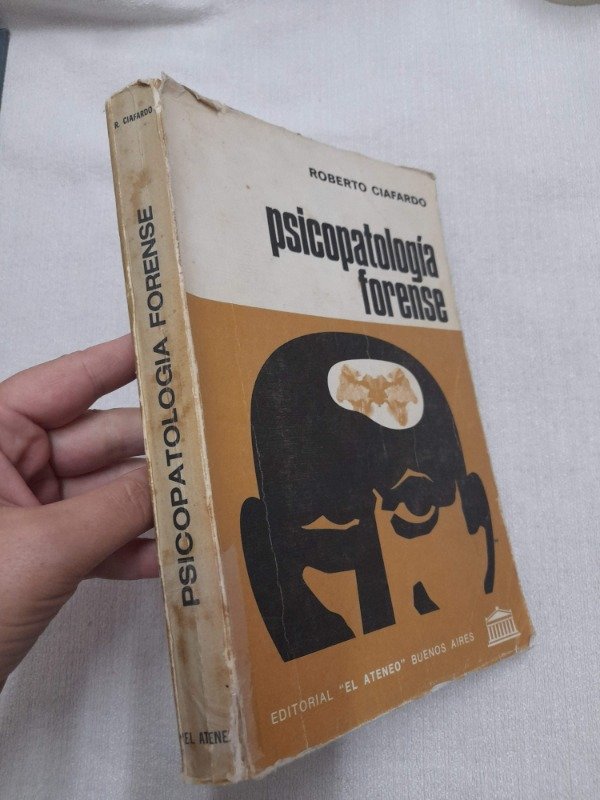 R. CIAFARDO
PSICOPATOLOGIA FORENSE
"EL ATENE
ROBERTO CIAFARDO
psicopatología
forense
EDITORIAL "EL ATENEO" BUENOS AIRES